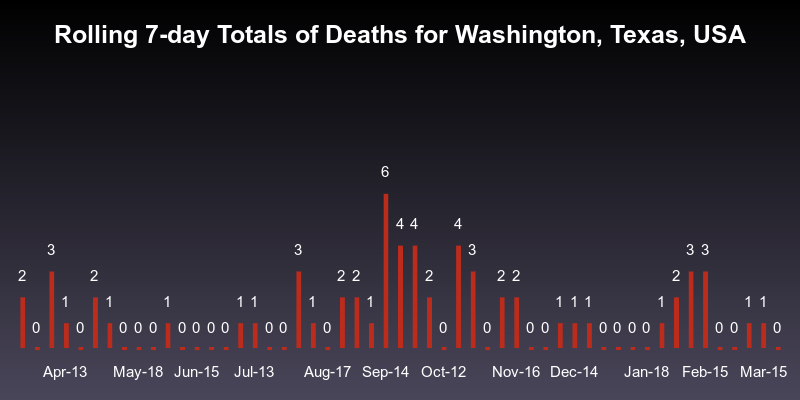 Rolling 7-day Totals of Deaths for Washington, Texas, USA
6
4 4 4
3 3 3 3 3
2 2 2 2 2 2 2 2
1 1 1 1 1 1 1 1 1 1 1 1 1 1
0 0 0 0 0 0 0 0 0 0 0 0 0 0 0 0 0 0 0 0 0 0 0
Apr-13 May-18 Jun-15 Jul-13 Aug-17 Sep-14 Oct-12 Nov-16 Dec-14 Jan-18 Feb-15 Mar-15